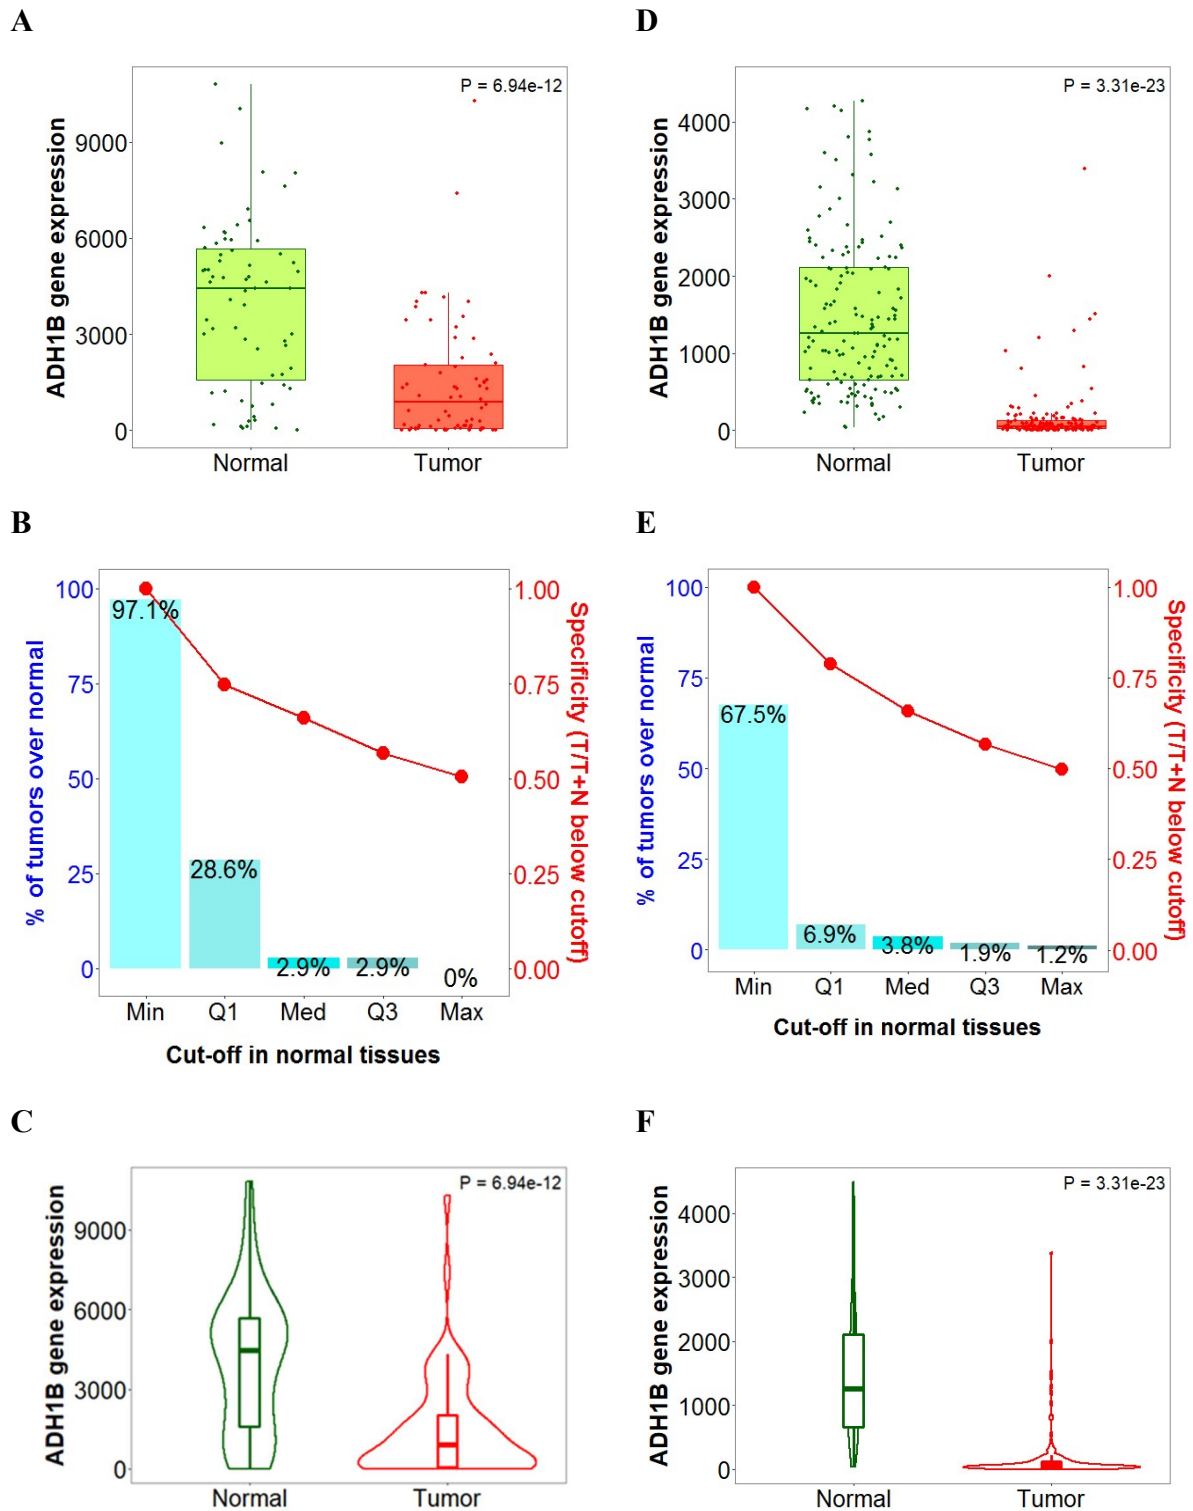 A
P = 6.94e-12
ADH1B gene expression
9000
6000
3000
0
Normal Tumor
D
P = 3.31e-23
ADH1B gene expression
4000
3000
2000
1000
0
Normal Tumor
B
% of tumors over normal
100
75
50
25
0
97.1%
28.6%
2.9%
2.9%
0%
1.00
0.75
0.50
0.25
0.00
Specificity (T/T+N below cutoff)
Min Q1 Med Q3 Max
Cut-off in normal tissues
E
% of tumors over normal
100
75
50
25
0
67.5%
6.9%
3.8%
1.9%
1.2%
1.00
0.75
0.50
0.25
0.00
Specificity (T/T+N below cutoff)
Min Q1 Med Q3 Max
Cut-off in normal tissues
C
P = 6.94e-12
ADH1B gene expression
9000
6000
3000
0
Normal Tumor
F
P = 3.31e-23
ADH1B gene expression
4000
3000
2000
1000
0
Normal Tumor